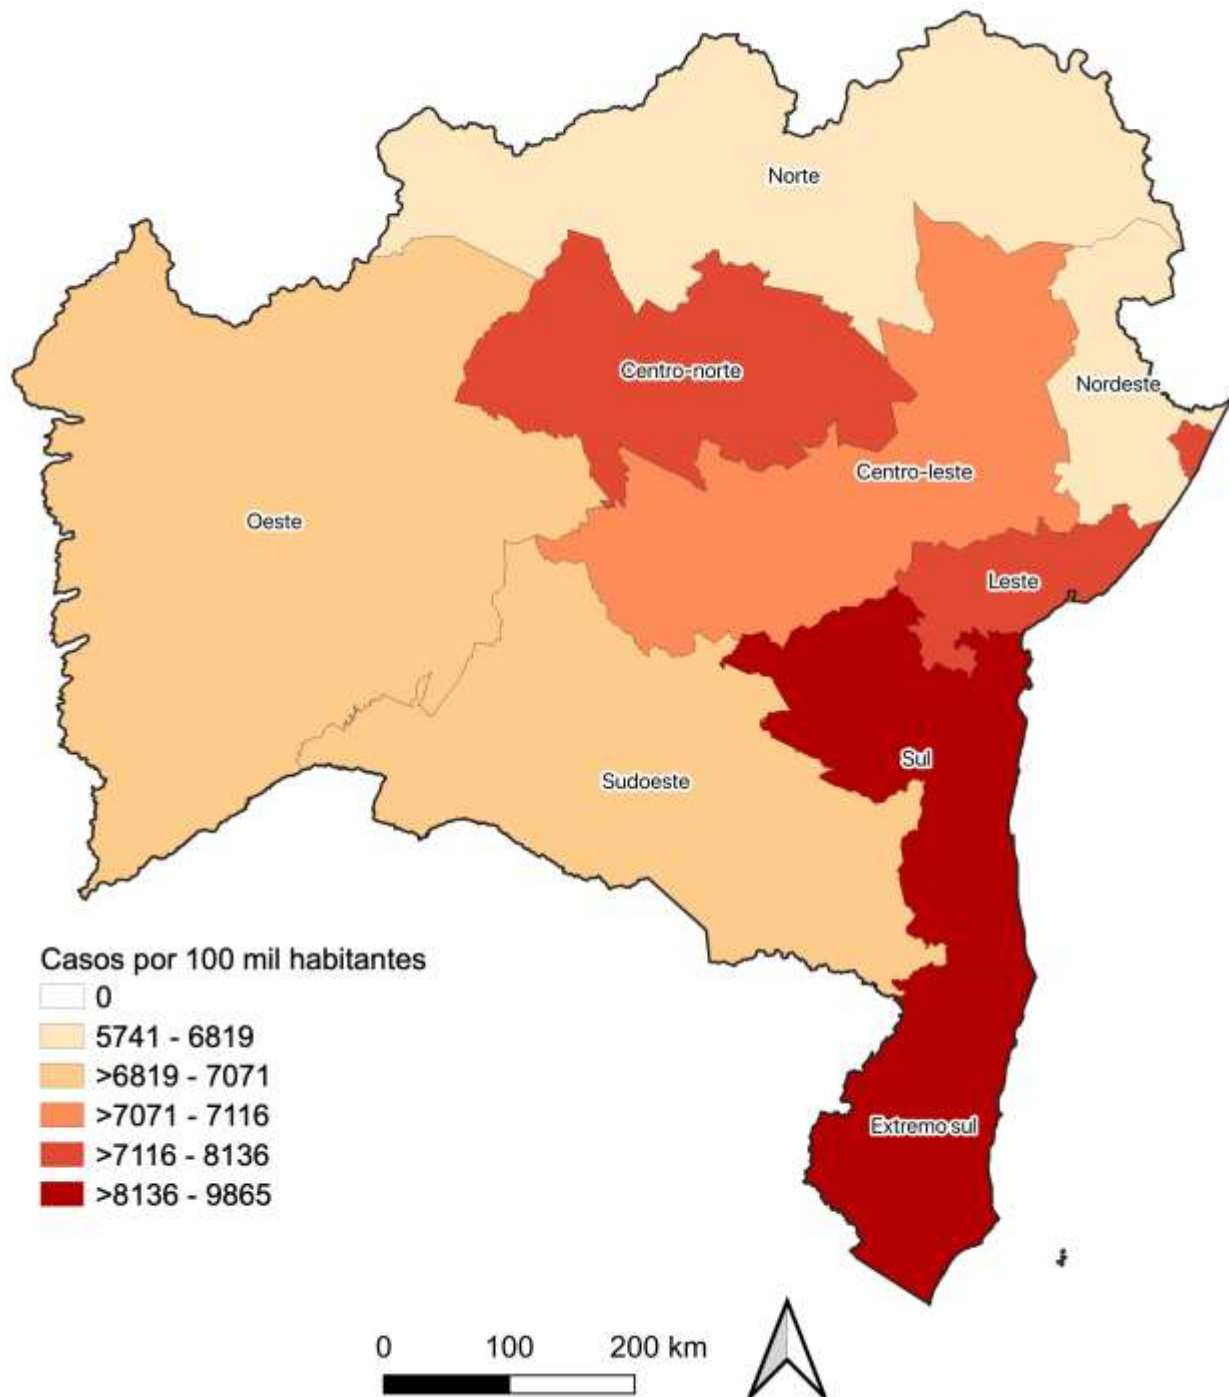 Norte
Centro-norte
Nordeste
Centro-leste
Oeste
Leste
Sul
Sudoeste
Casos por 100 mil habitantes
0
5741 - 6819
>6819 - 7071
>7071 - 7116
>7116 - 8136
>8136 - 9865
Extremo sul
0 100 200 km